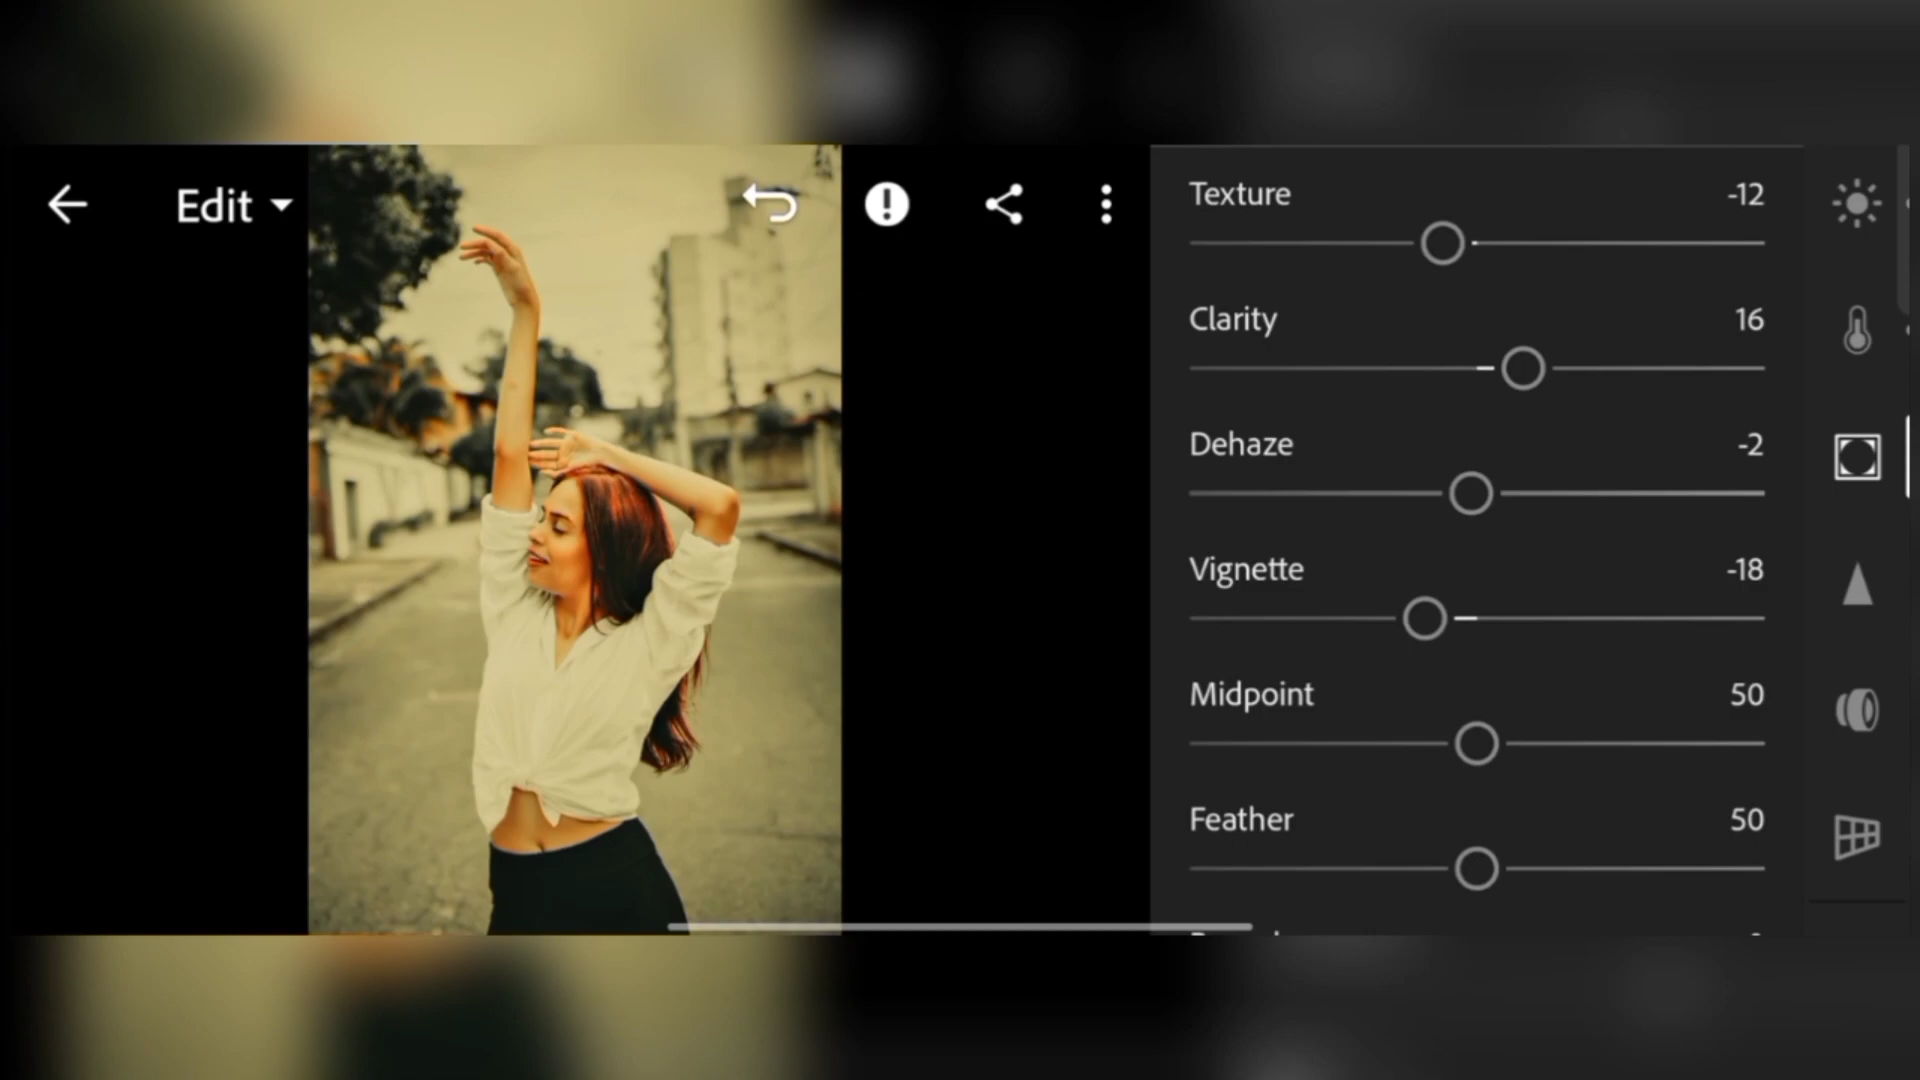 Edit
Texture -12
Clarity 16
Dehaze -2
Vignette -18
Midpoint 50
Feather 50